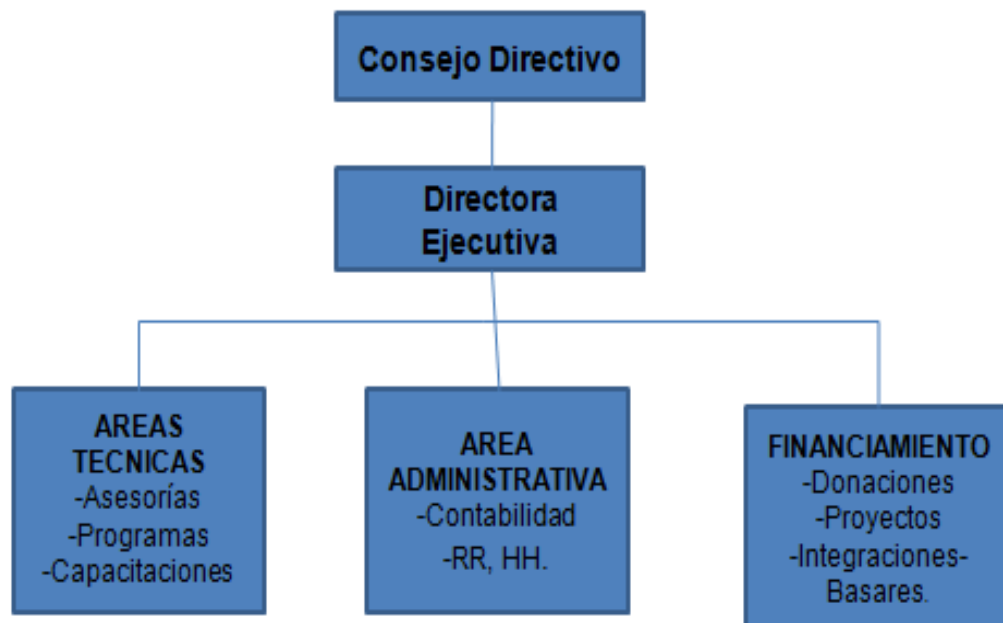 Consejo Directivo
Directora
Ejecutiva
AREAS
TECNICAS
-Asesorías
-Programas
-Capacitaciones
AREA
ADMINISTRATIVA
-Contabilidad
-RR, HH.
FINANCIAMIENTO
-Donaciones
-Proyectos
-Integraciones-
Basares.